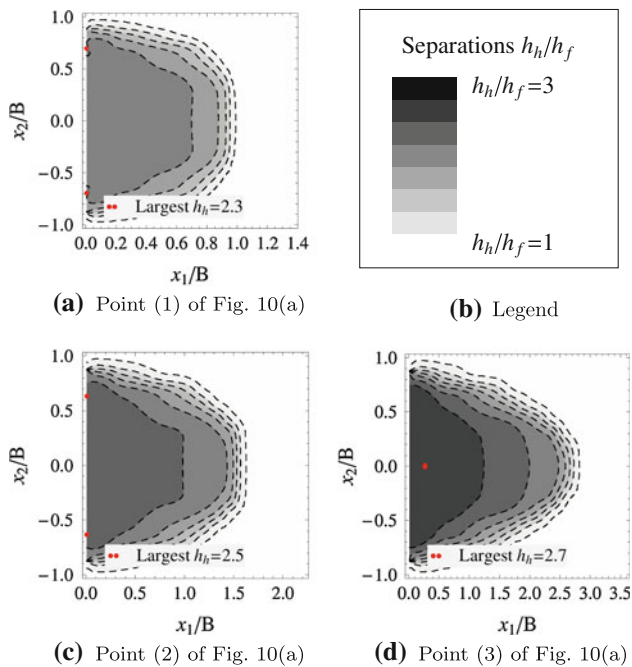 1.0
0.5
0.0
−0.5
−1.0
x₂/B
Largest hₕ=2.3
0.0 0.2 0.4 0.6 0.8 1.0 1.2 1.4
x₁/B
(a) Point (1) of Fig. 10(a)
Separations hₕ/h_f
hₕ/h_f=3
hₕ/h_f=1
(b) Legend
1.0
0.5
0.0
−0.5
−1.0
x₂/B
Largest hₕ=2.5
0.0 0.5 1.0 1.5 2.0
x₁/B
(c) Point (2) of Fig. 10(a)
1.0
0.5
0.0
−0.5
−1.0
x₂/B
Largest hₕ=2.7
0.0 0.5 1.0 1.5 2.0 2.5 3.0 3.5
x₁/B
(d) Point (3) of Fig. 10(a)